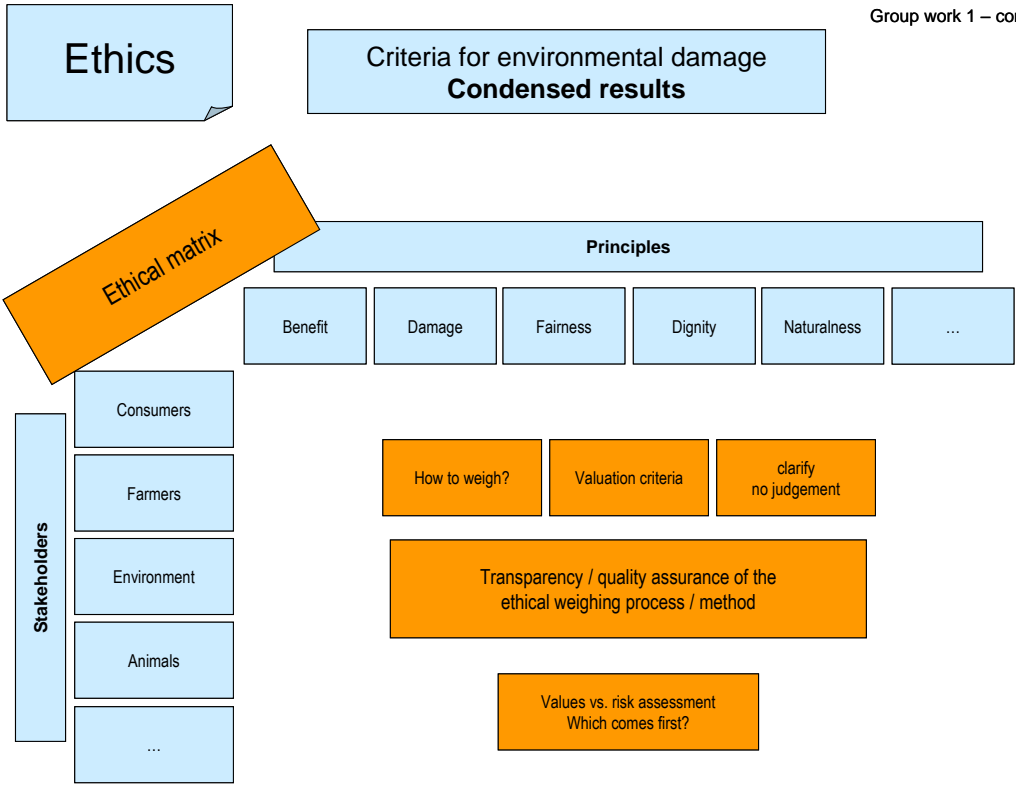 Group work 1 –
Ethics
Criteria for environmental damage
Condensed results
Ethical matrix
Principles
Benefit
Damage
Fairness
Dignity
Naturalness
…
Stakeholders
Consumers
Farmers
Environment
Animals
…
How to weigh?
Valuation criteria
clarify
no judgement
Transparency / quality assurance of the
ethical weighing process / method
Values vs. risk assessment
Which comes first?